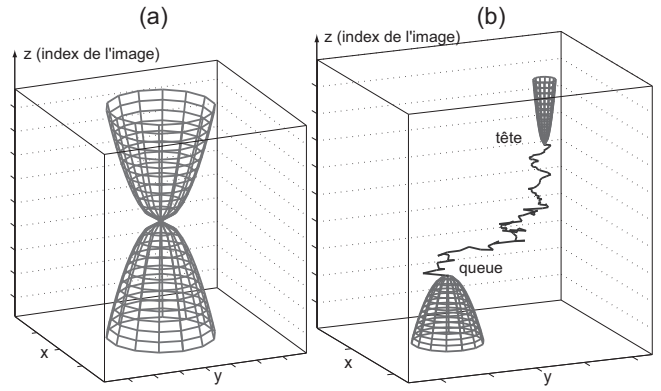 (a)
z (index de l'image)
x
y
(b)
z (index de l'image)
tête
queue
x
y